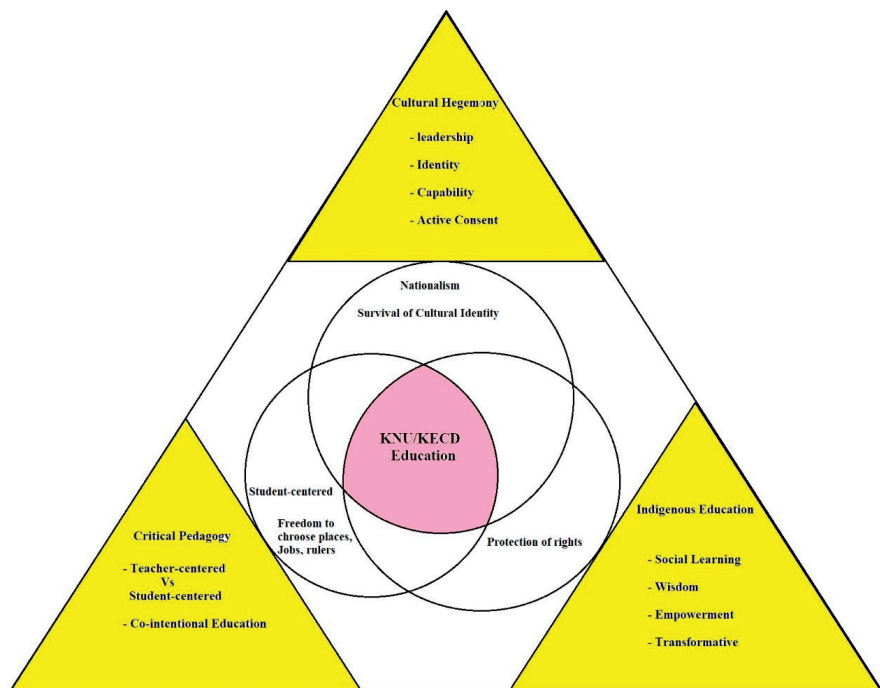 Cultural Hegemony
- leadership
- Identity
- Capability
- Active Consent
Nationalism
Survival of Cultural Identity
KNU/KECD
Education
Student-centered
Freedom to
chroose places,
Jobs, rulers
Protection of rights
Critical Pedagogy
- Teacher-centered
Vs
Student-centered
- Co-intentional Education
Indigenous Education
- Social Learning
- Wisdom
- Empowerment
- Transformative